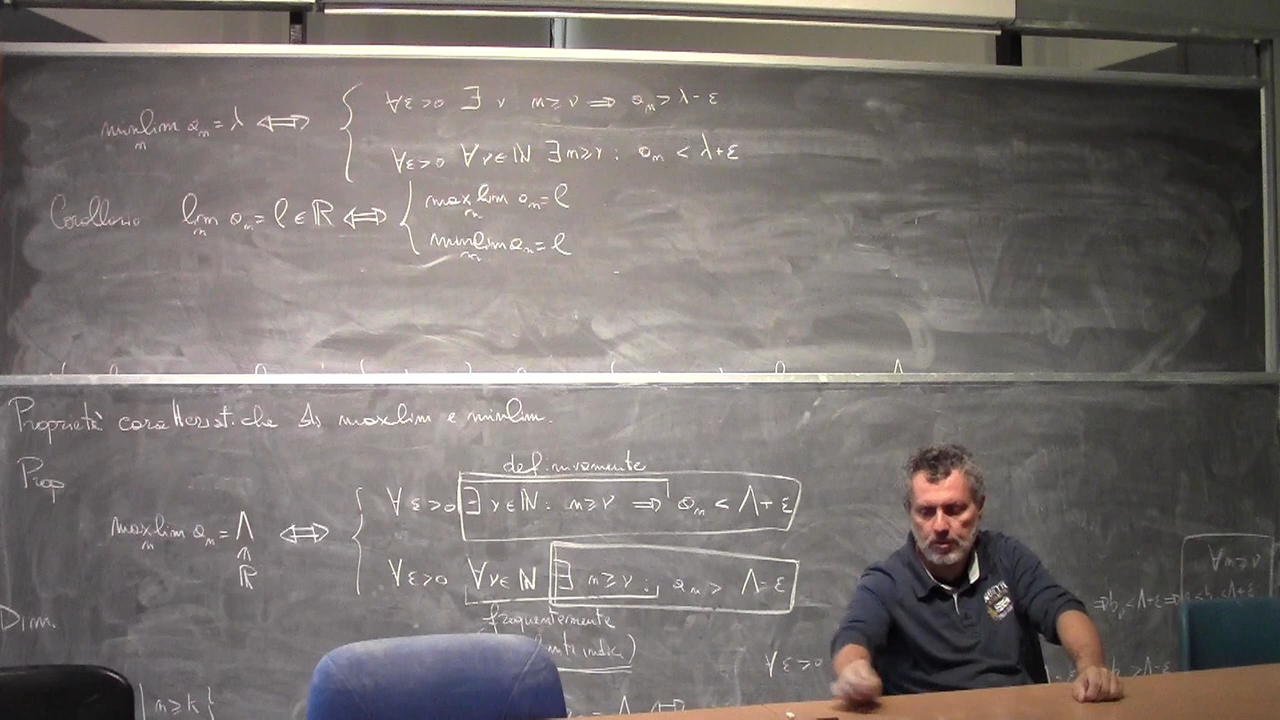 minlim aₙ = λ ⟺ { ∀ε>0 ∃ ν n≥ν ⟹ aₙ > λ-ε
n
∀ε>0 ∀ν∈ℕ ∃n≥ν : aₙ < λ+ε
Corollario lim aₙ = ℓ ∈ ℝ ⟺ { maxlim aₙ = ℓ
n
minlim aₙ = ℓ
n
Proprietà caratteristiche di maxlim e minlim.
Prop
definitivamente
∀ε>0 ∃ν∈ℕ : n≥ν ⟹ aₙ < Λ+ε
maxlim aₙ = Λ ⟺ {
n
ℝ
∀ε>0 ∀ν∈ℕ ∃ n≥ν : aₙ > Λ-ε
frequentemente
Dim.
∀n≥ν
∀ε>0
| n≥k }
= Λ ⟺